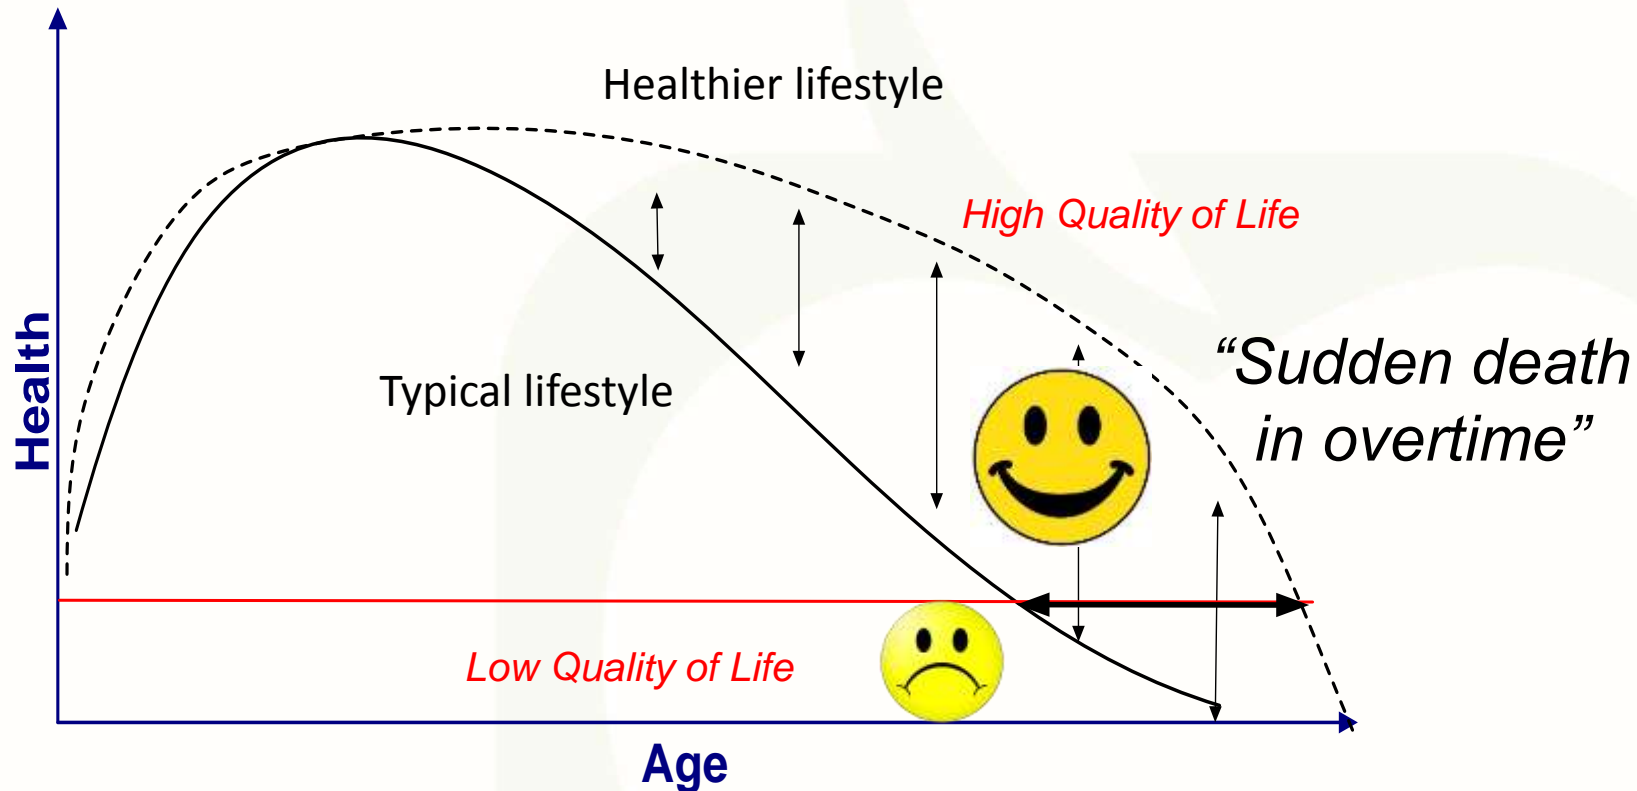 Healthier lifestyle
High Quality of Life
“Sudden death
in overtime”
Typical lifestyle
Health
Low Quality of Life
Age